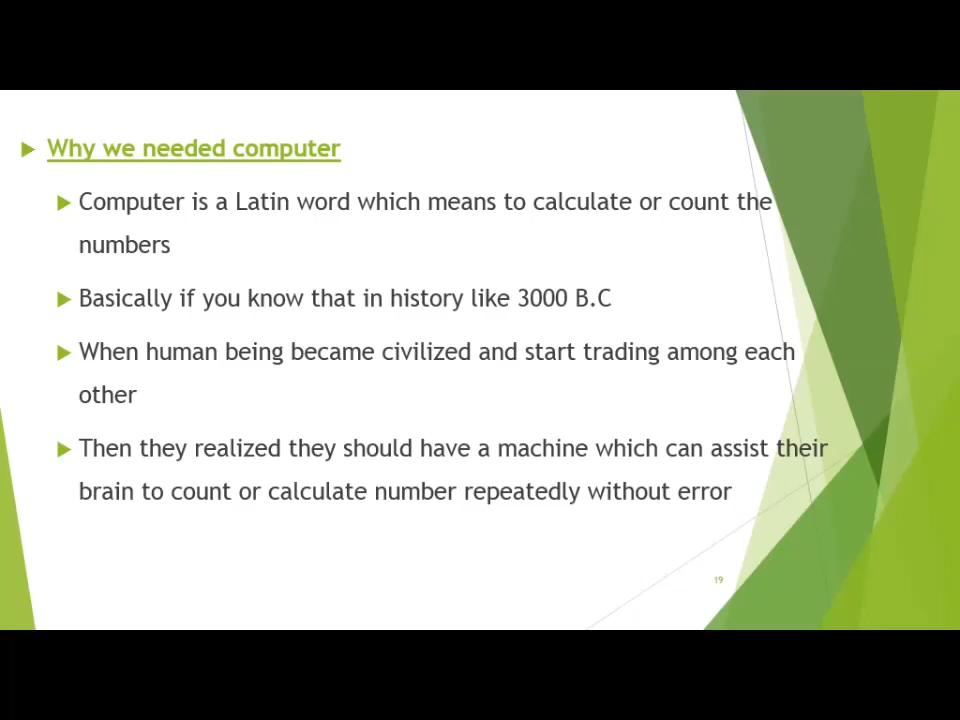 Why we needed computer
Computer is a Latin word which means to calculate or count the
numbers
Basically if you know that in history like 3000 B.C
When human being became civilized and start trading among each
other
Then they realized they should have a machine which can assist their
brain to count or calculate number repeatedly without error
19